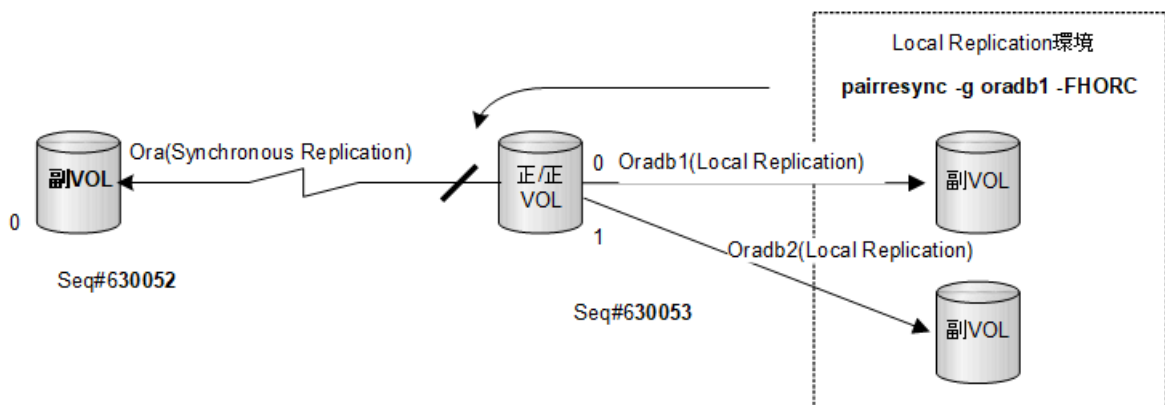 Local Replication環境
pairresync -g oradb1 -FHORC
Ora(Synchronous Replication)
副VOL
0
Seq#630052
正/正
VOL
0
1
Seq#630053
Oradb1(Local Replication)
副VOL
Oradb2(Local Replication)
副VOL